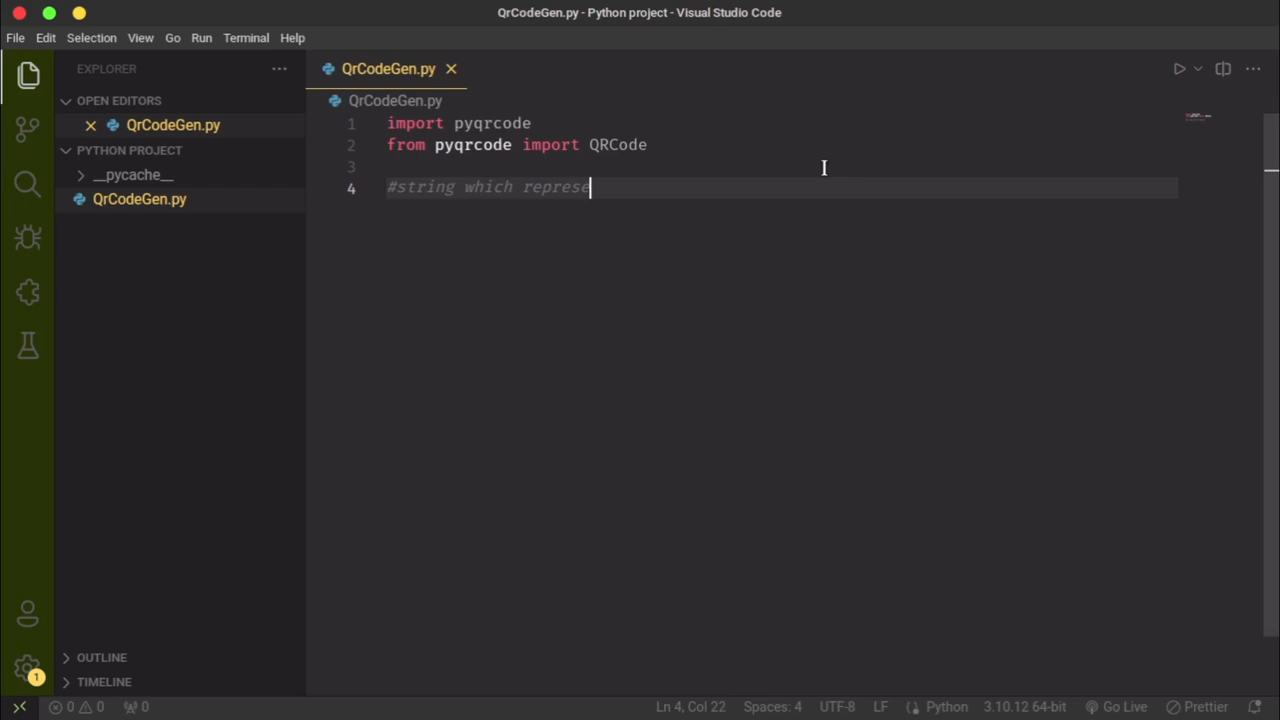 QrCodeGen.py - Python project - Visual Studio Code
File Edit Selection View Go Run Terminal Help
EXPLORER
OPEN EDITORS
QrCodeGen.py
PYTHON PROJECT
__pycache__
QrCodeGen.py
QrCodeGen.py
QrCodeGen.py
1 import pyqrcode
2 from pyqrcode import QRCode
3
4 #string which represe
OUTLINE
TIMELINE
1
0 0 0 Ln 4, Col 22 Spaces: 4 UTF-8 LF Python 3.10.12 64-bit Go Live Prettier